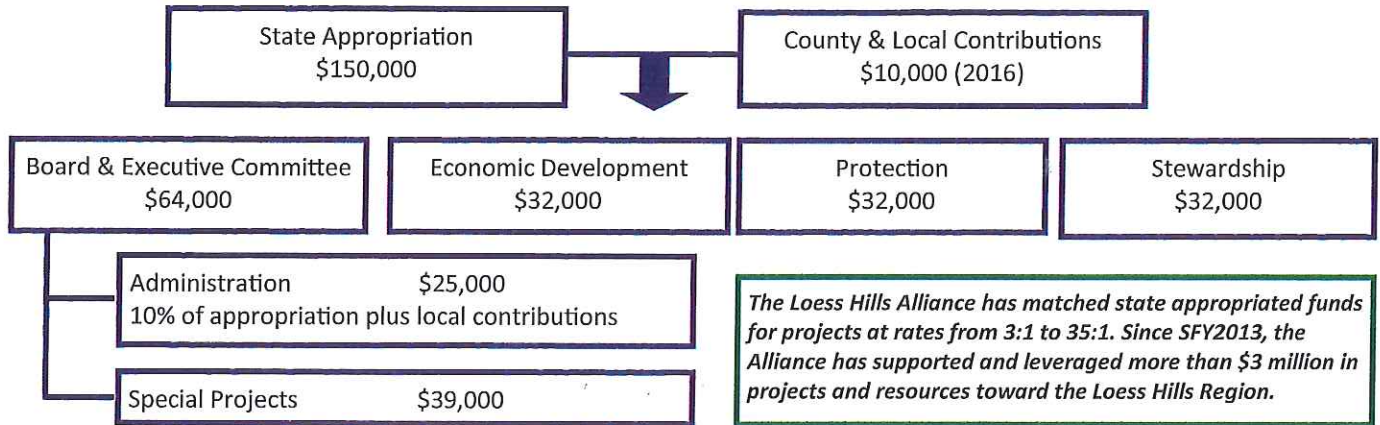 State Appropriation
$150,000
County & Local Contributions
$10,000 (2016)
Board & Executive Committee
$64,000
Economic Development
$32,000
Protection
$32,000
Stewardship
$32,000
Administration $25,000
10% of appropriation plus local contributions
Special Projects $39,000
The Loess Hills Alliance has matched state appropriated funds
for projects at rates from 3:1 to 35:1. Since SFY2013, the
Alliance has supported and leveraged more than $3 million in
projects and resources toward the Loess Hills Region.